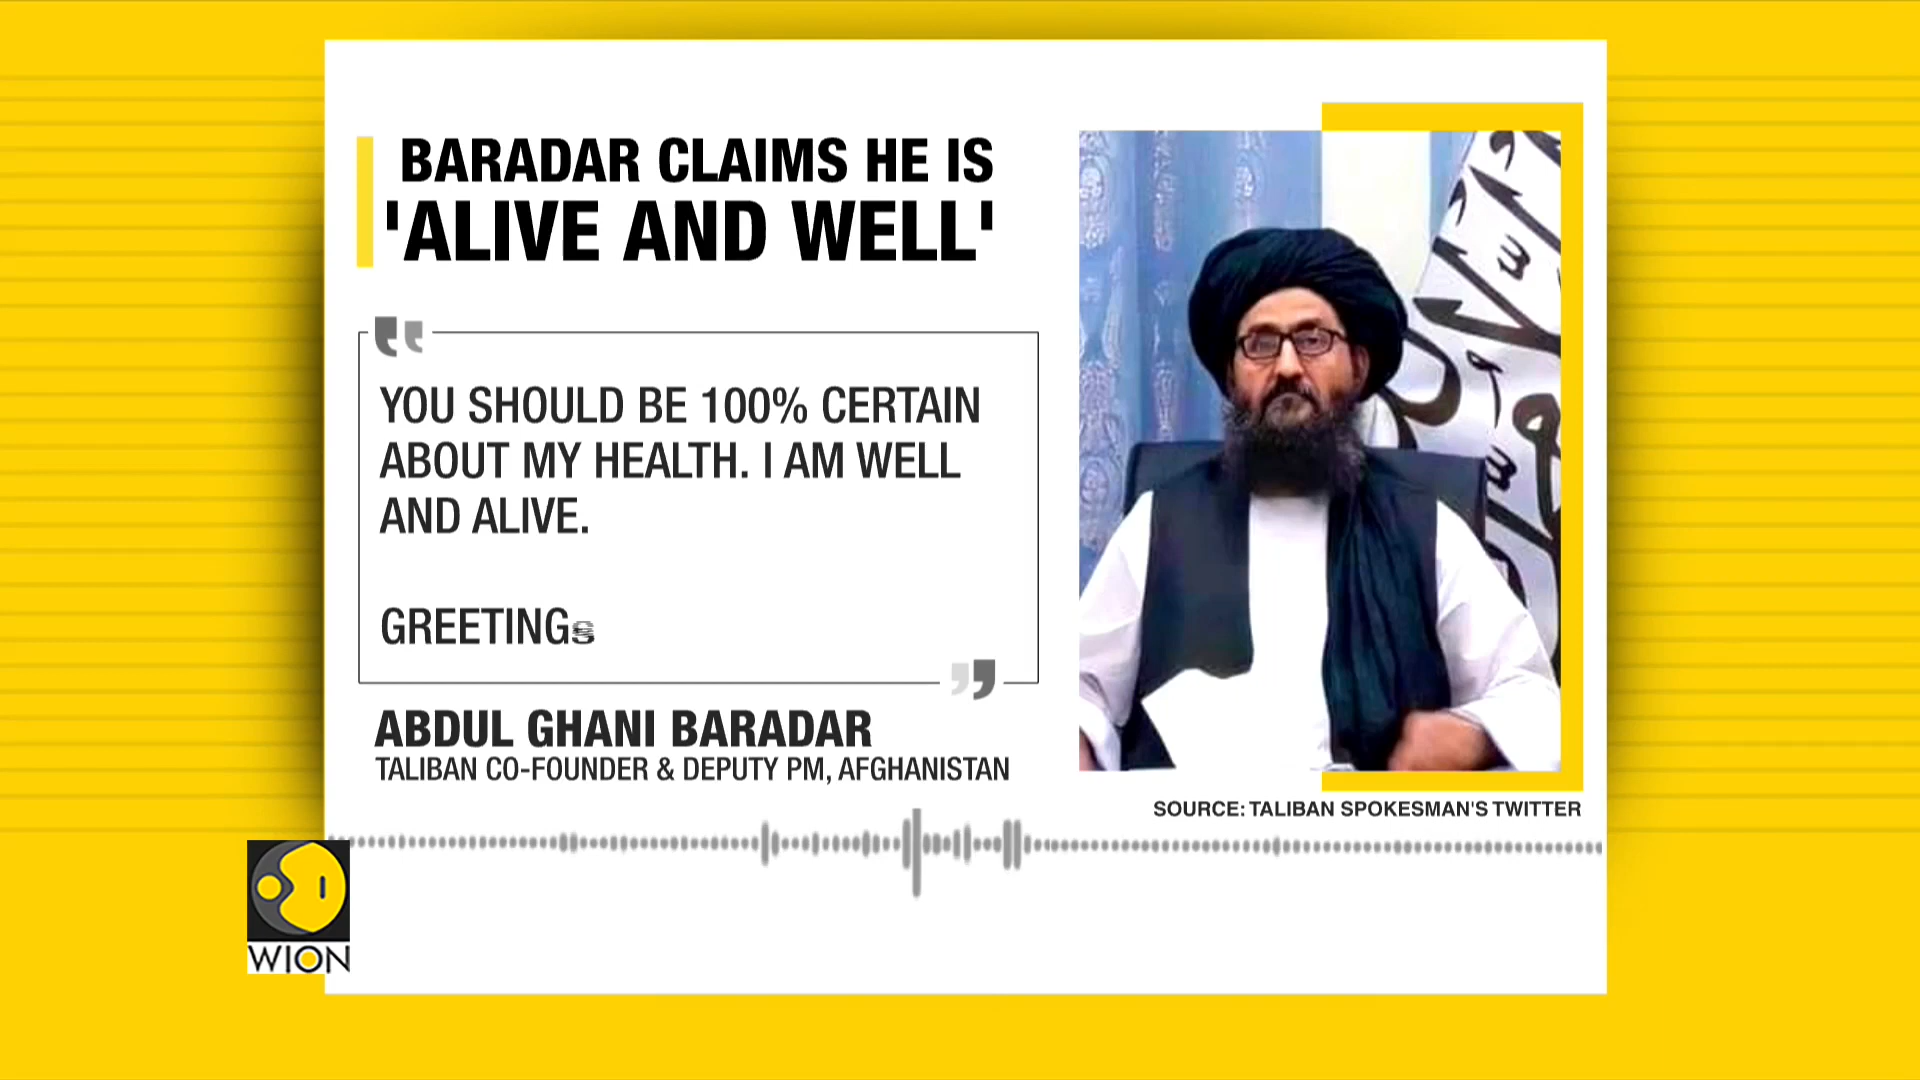 BARADAR CLAIMS HE IS
'ALIVE AND WELL'
YOU SHOULD BE 100% CERTAIN
ABOUT MY HEALTH. I AM WELL
AND ALIVE.
GREETINGS
ABDUL GHANI BARADAR
TALIBAN CO-FOUNDER & DEPUTY PM, AFGHANISTAN
SOURCE: TALIBAN SPOKESMAN'S TWITTER
WION